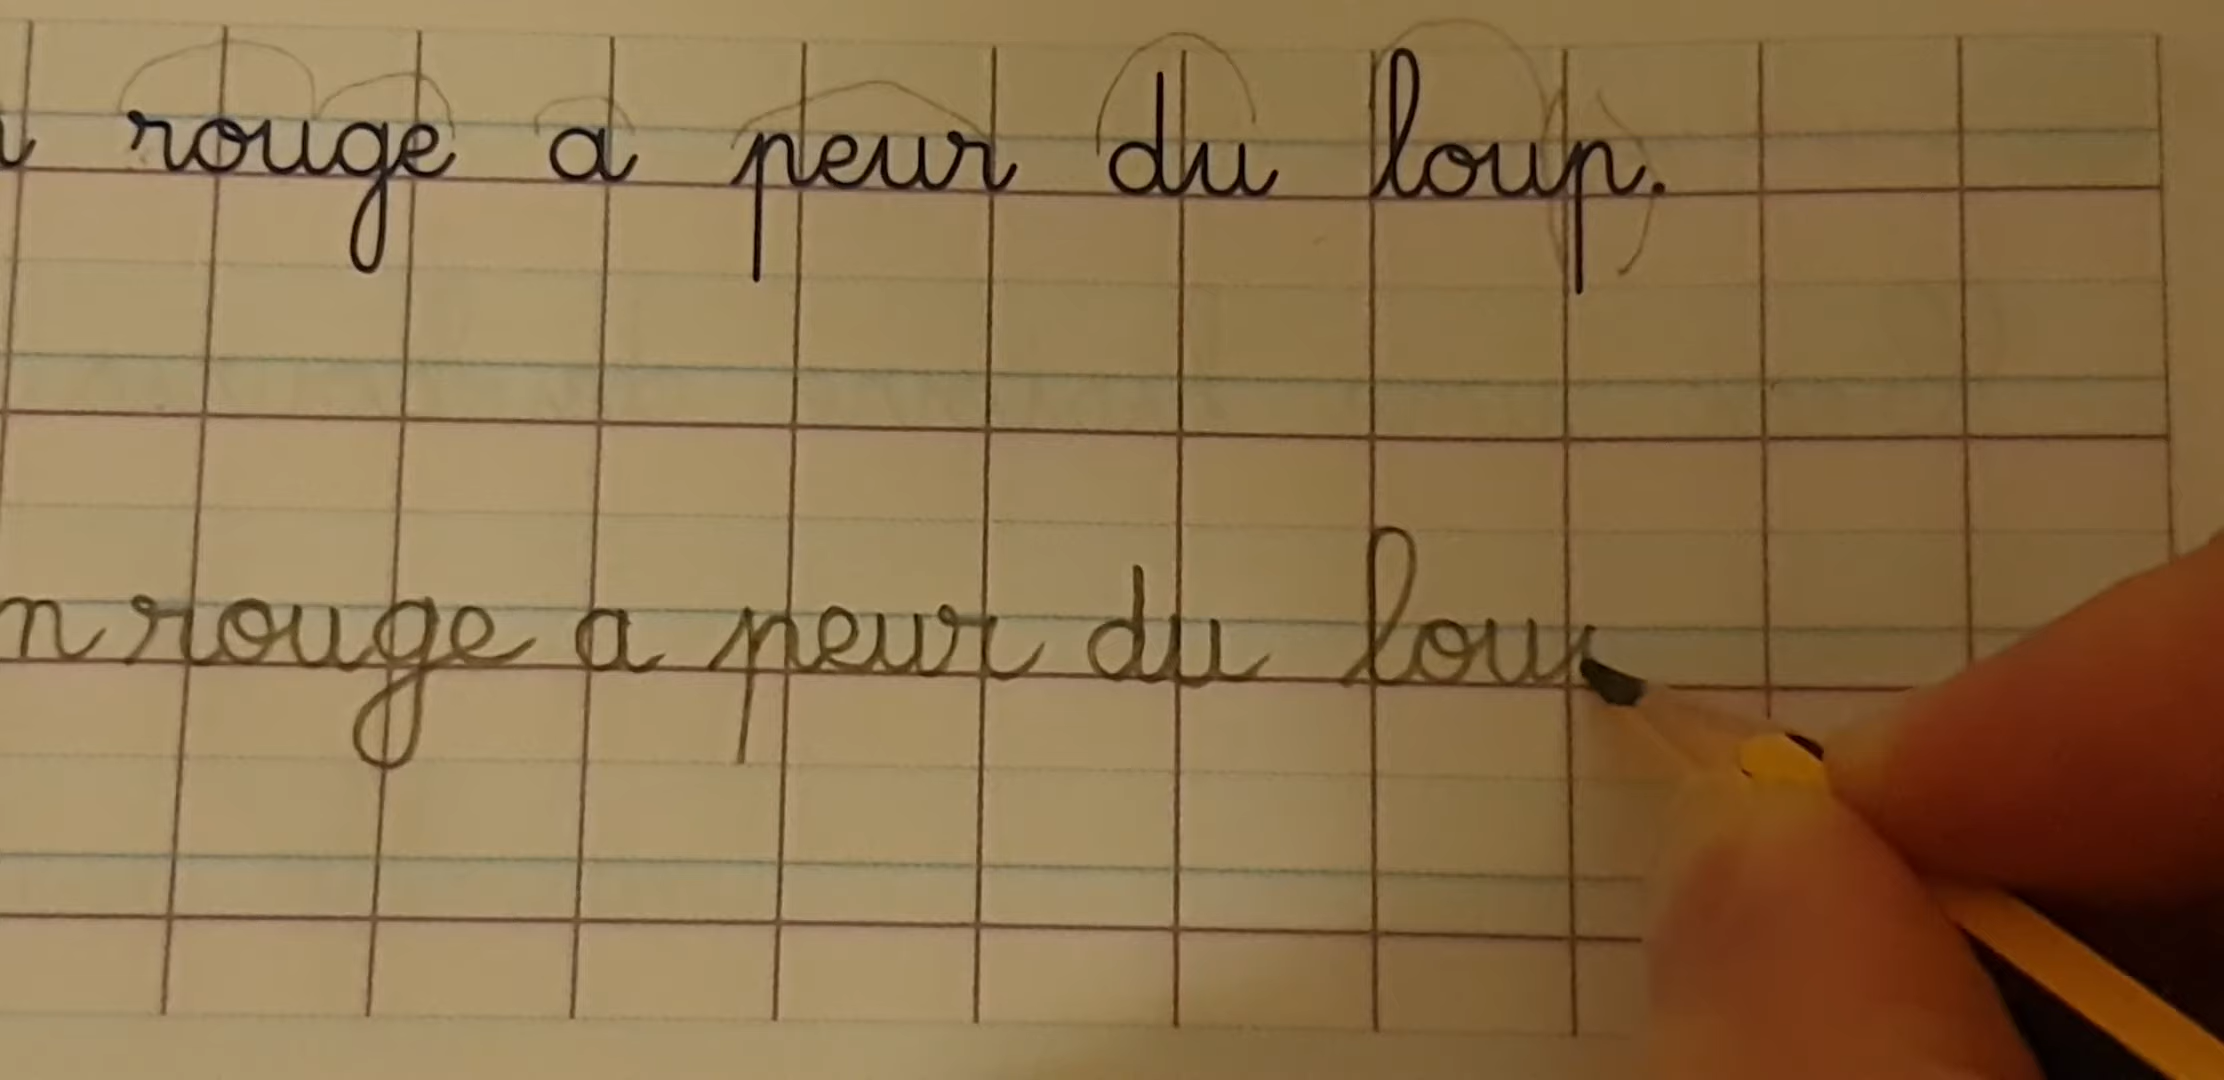 n rouge a peur du loup.
n rouge a peur du lou